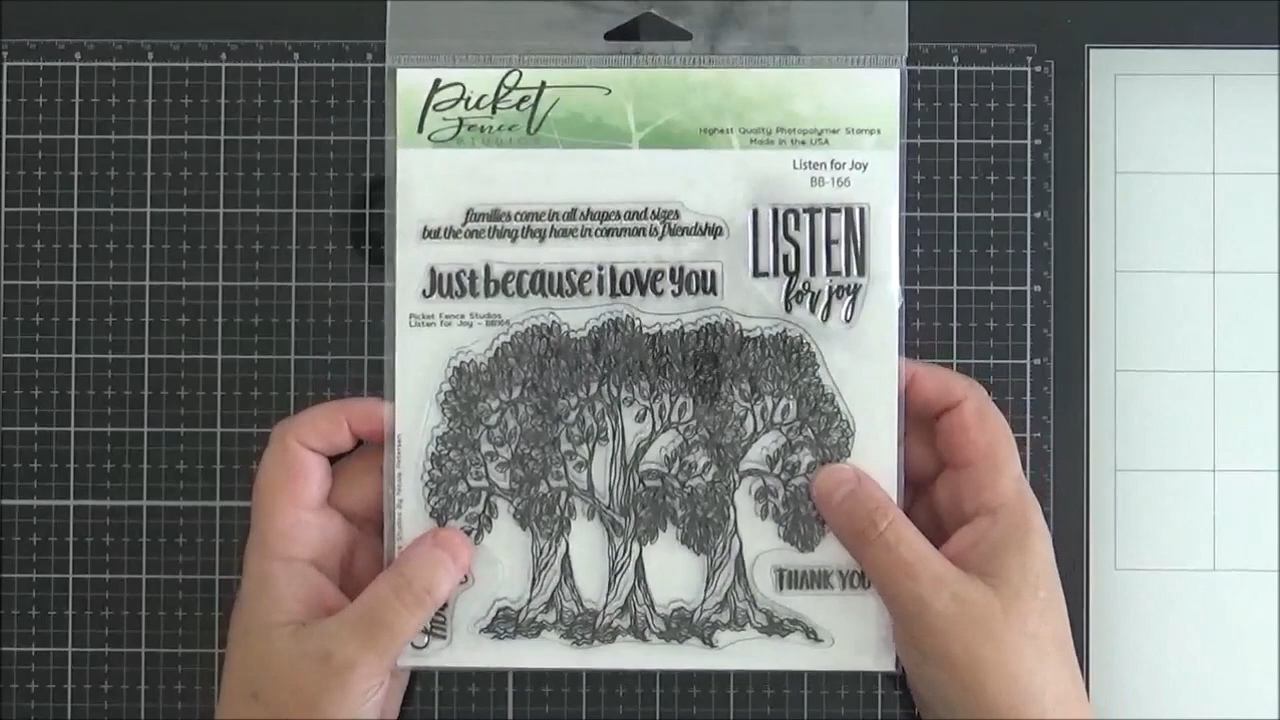 Picket
Fence
STUDIOS
Highest Quality Photopolymer Stamps
Made in the USA
Listen for Joy
BB-166
families come in all shapes and sizes
but the one thing they have in common is friendship
LISTEN
for joy
Just because i Love You
Picket Fence Studios
Listen for Joy - BB166
THANK YOU